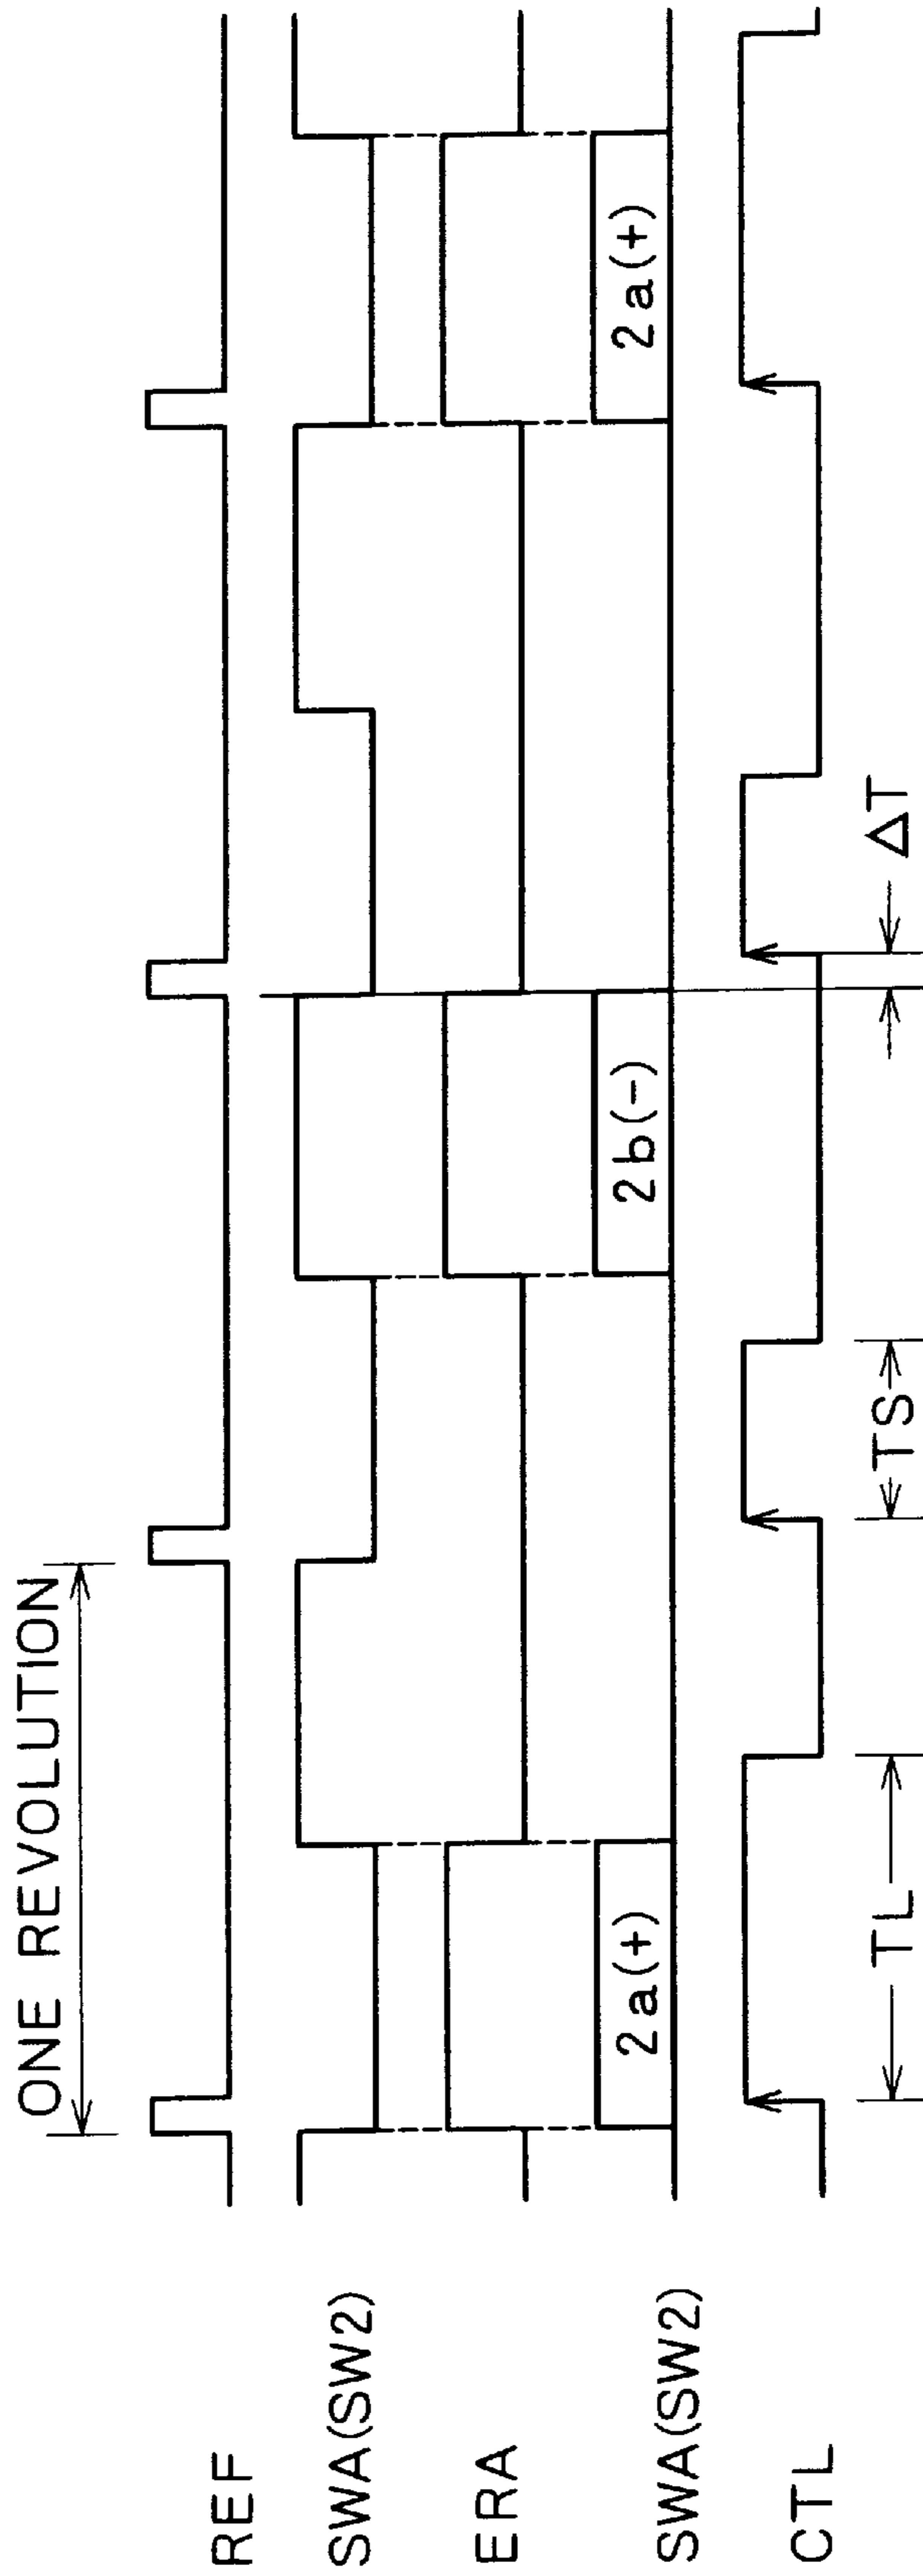 ONE REVOLUTION
REF
SWA(SW2)
ERA
SWA(SW2)
2a(+)
2b(-)
2a(+)
CTL
TL
TS
ΔT